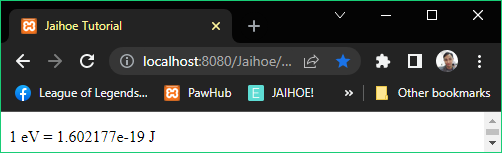 Jaihoe Tutorial
localhost:8080/Jaihoe/...
League of Legends... PawHub JAIHOE! Other bookmarks
1 eV = 1.602177e-19 J